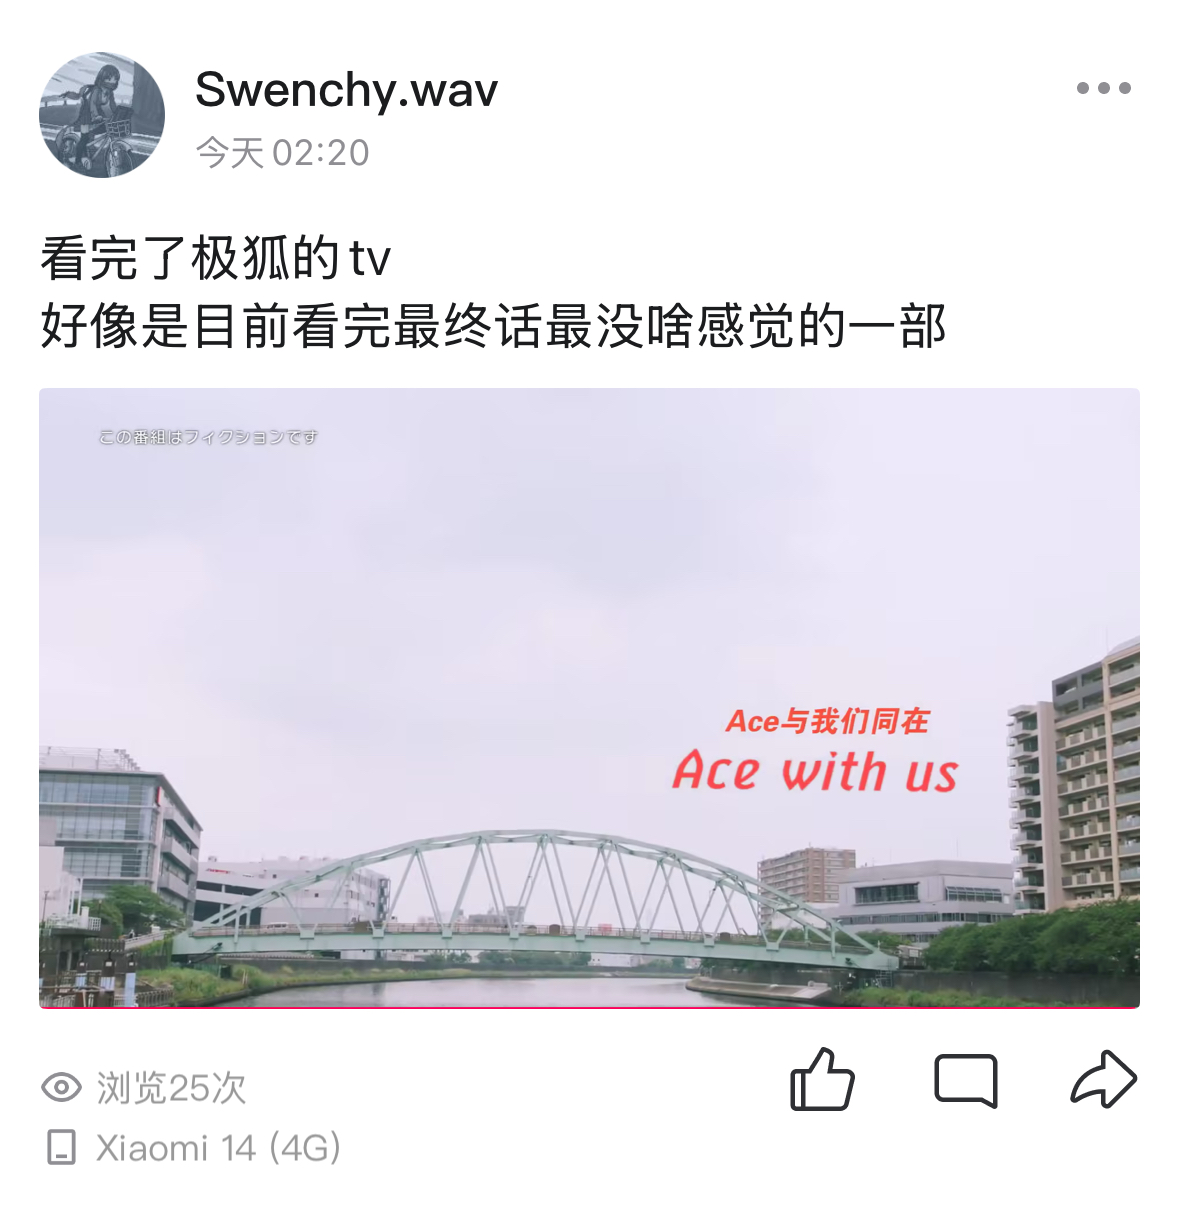 Swenchy.wav
今天 02:20
看完了极狐的tv
好像是目前看完最终话最没啥感觉的一部
この番組はフィクションです
Ace与我们同在
Ace with us
浏览25次
Xiaomi 14 (4G)